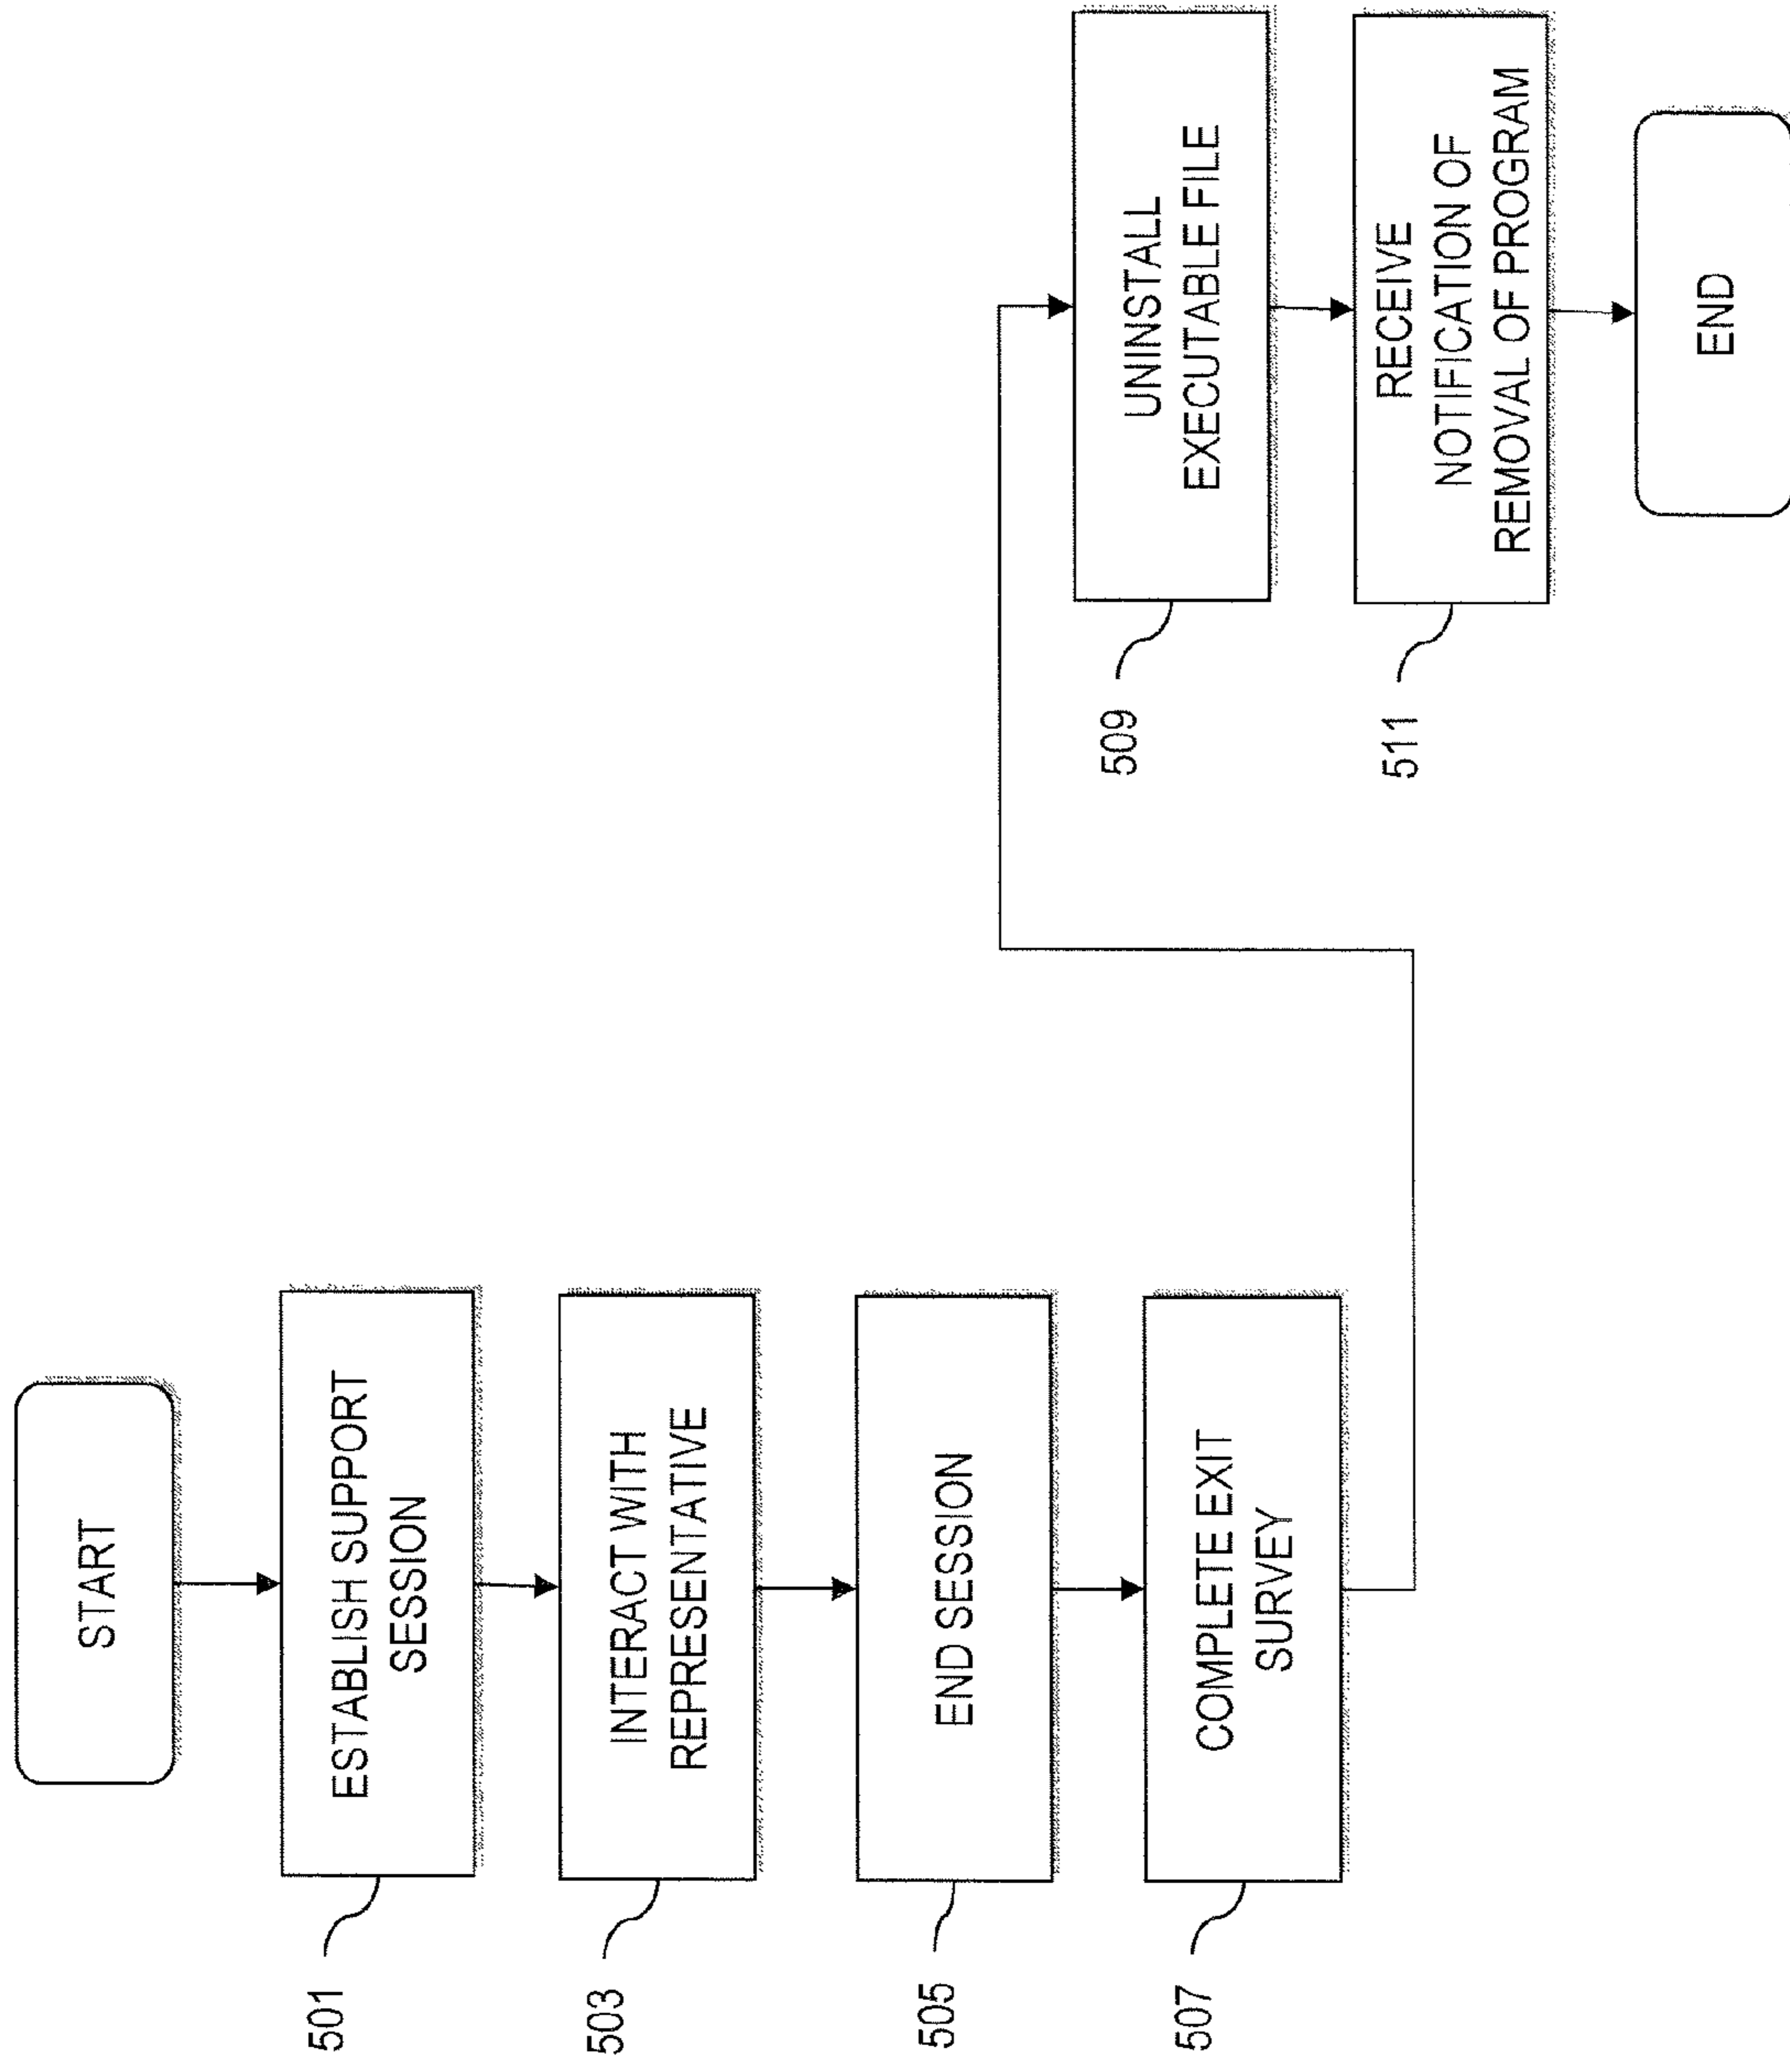 START
501
ESTABLISH SUPPORT
SESSION
503
INTERACT WITH
REPRESENTATIVE
505
END SESSION
507
COMPLETE EXIT
SURVEY
509
UNINSTALL
EXECUTABLE FILE
511
RECEIVE
NOTIFICATION OF
REMOVAL OF PROGRAM
END